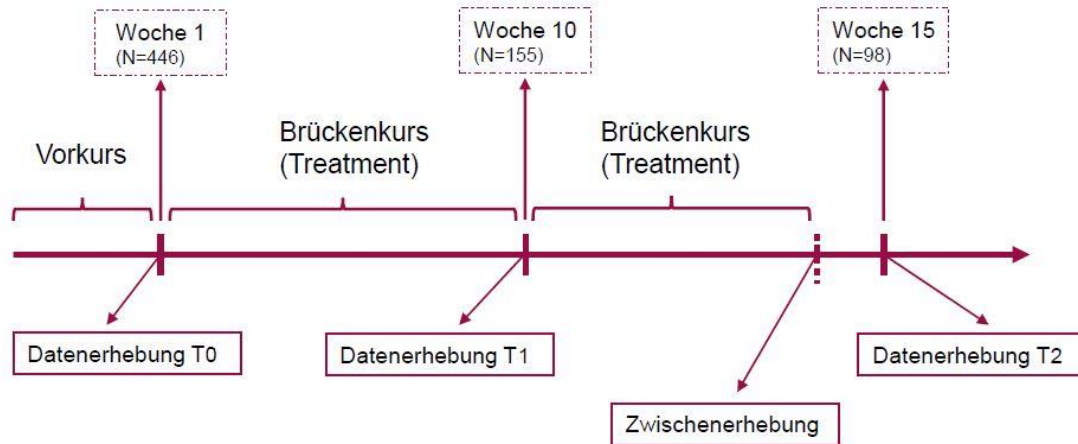 Woche 1
(N=446)
Woche 10
(N=155)
Woche 15
(N=98)
Vorkurs
Brückenkurs
(Treatment)
Brückenkurs
(Treatment)
Datenerhebung T0
Datenerhebung T1
Datenerhebung T2
Zwischenerhebung